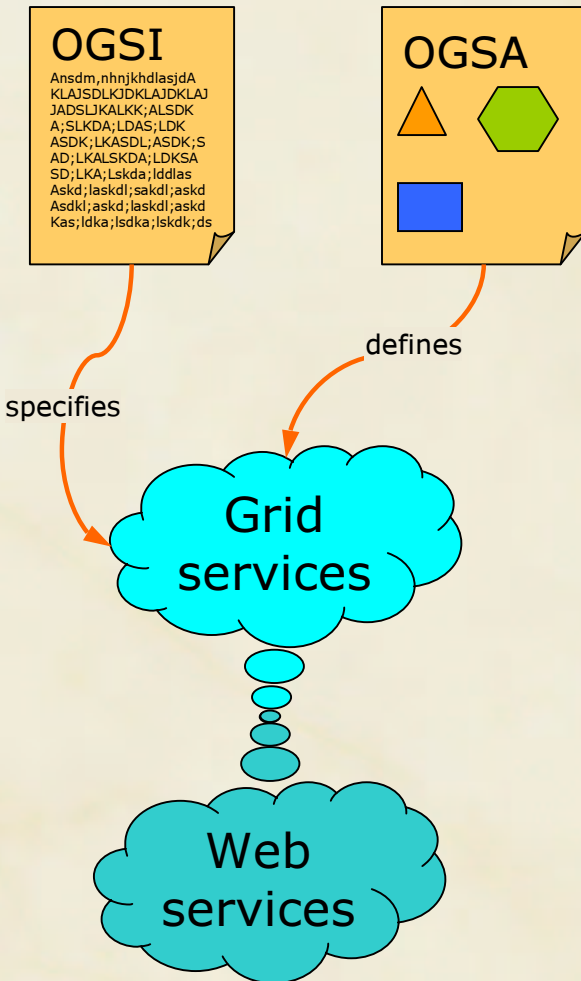 OGSI
Ansdm,nhnjkhdlasjdA
KLAJSDLKJDKLAJDKLAJ
JADSLJKALKK;ALSDK
A;SLKDA;LDAS;LDK
ASDK;LKASDL;ASDK;S
AD;LKALSKDA;LDKSA
SD;LKA;Lskda;lddlas
Askd;laskdl;sakdl;askd
Asdkl;askd;laskdl;askd
Kas;ldka;lsdka;lskdk;ds
OGSA
defines
specifies
Grid
services
Web
services